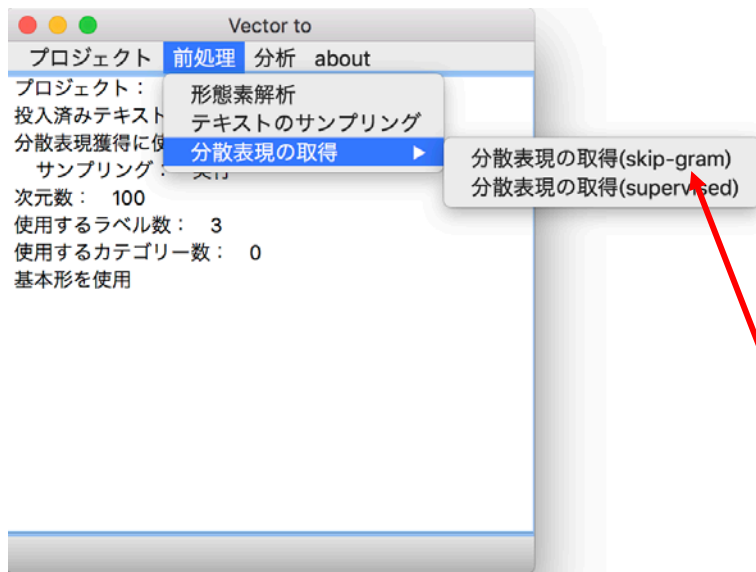 Vector to
プロジェクト 前処理 分析 about
プロジェクト：
形態素解析
投入済みテキスト
テキストのサンプリング
分散表現獲得に使
分散表現の取得 ▶
分散表現の取得(skip-gram)
分散表現の取得(supervised)
サンプリング：
次元数： 100
使用するラベル数： 3
使用するカテゴリー数： 0
基本形を使用